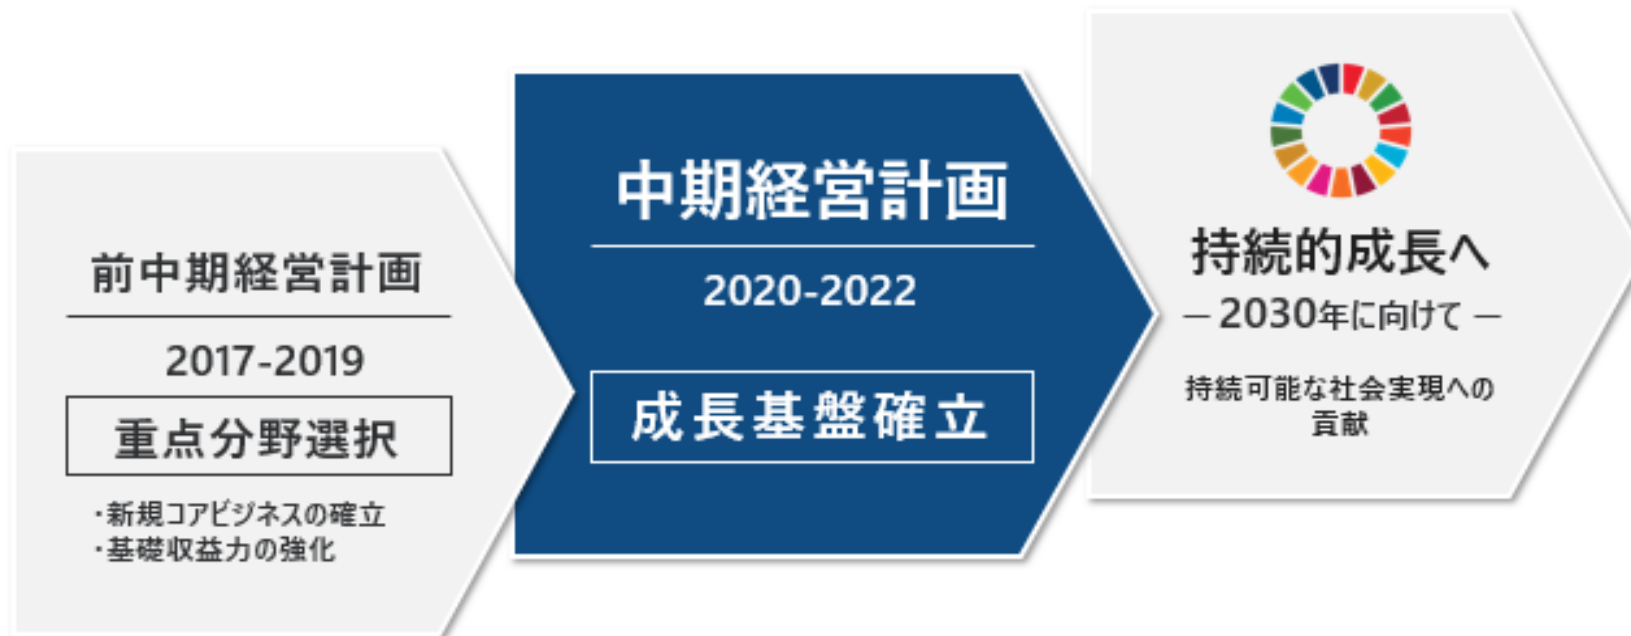 前中期経営計画
2017-2019
重点分野選択
・新規コアビジネスの確立
・基礎収益力の強化
中期経営計画
2020-2022
成長基盤確立
持続的成長へ
― 2030年に向けて ―
持続可能な社会実現への
貢献